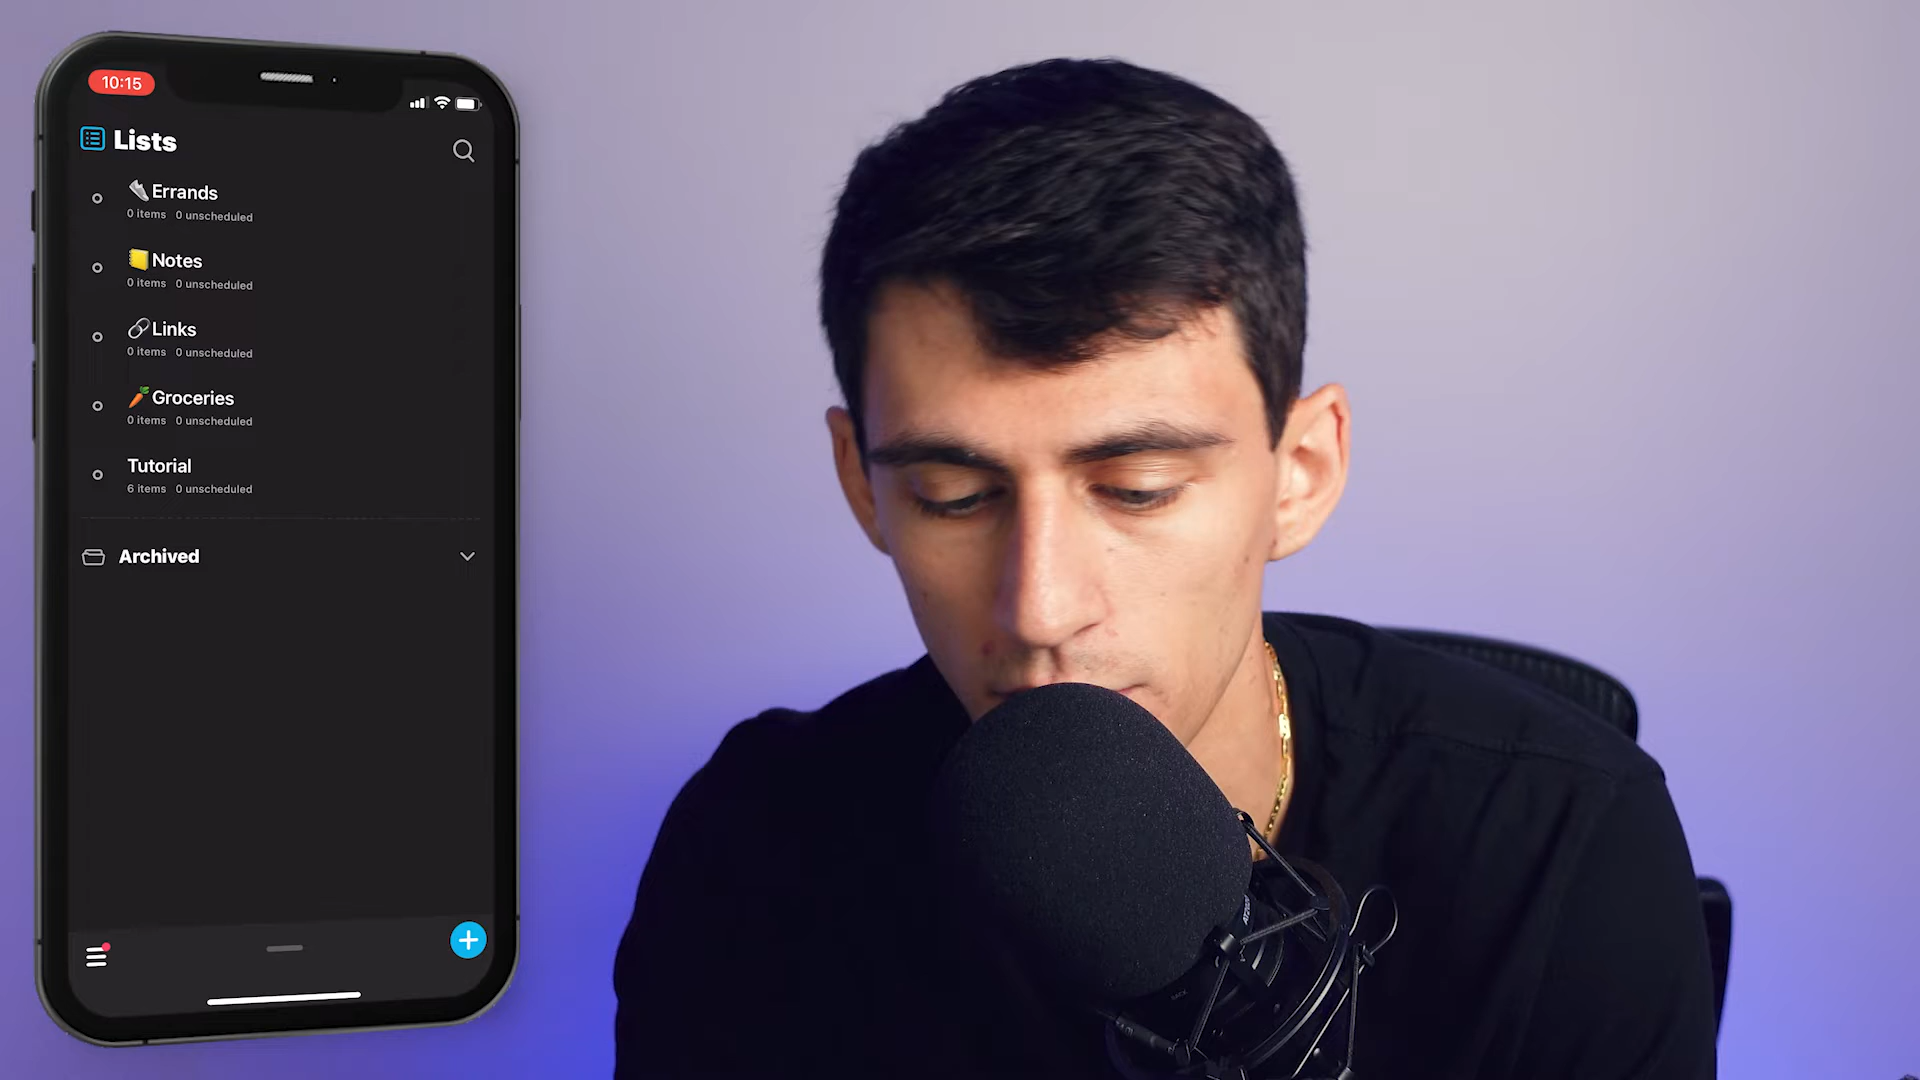 10:15
Lists
Errands
0 items 0 unscheduled
Notes
0 items 0 unscheduled
Links
0 items 0 unscheduled
Groceries
0 items 0 unscheduled
Tutorial
6 items 0 unscheduled
Archived